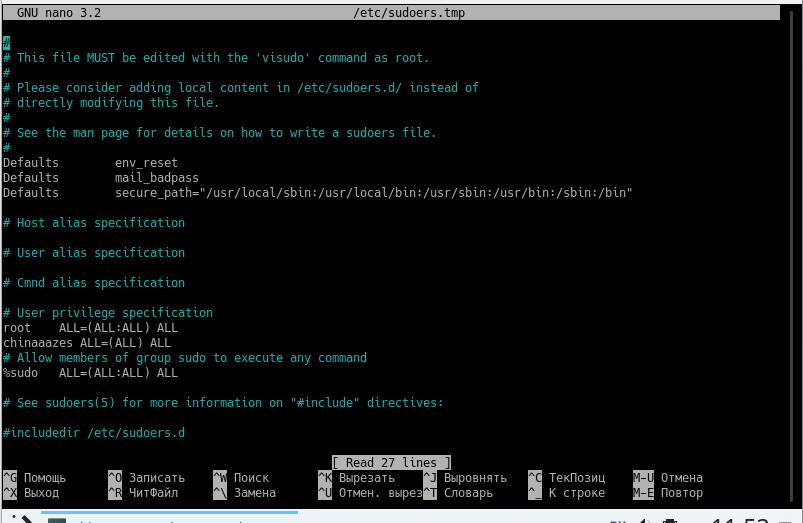 GNU nano 3.2 /etc/sudoers.tmp
#
# This file MUST be edited with the 'visudo' command as root.
#
# Please consider adding local content in /etc/sudoers.d/ instead of
# directly modifying this file.
#
# See the man page for details on how to write a sudoers file.
#
Defaults env_reset
Defaults mail_badpass
Defaults secure_path="/usr/local/sbin:/usr/local/bin:/usr/sbin:/usr/bin:/sbin:/bin"
# Host alias specification
# User alias specification
# Cmnd alias specification
# User privilege specification
root ALL=(ALL:ALL) ALL
chinaaazes ALL=(ALL) ALL
# Allow members of group sudo to execute any command
%sudo ALL=(ALL:ALL) ALL
# See sudoers(5) for more information on "#include" directives:
#includedir /etc/sudoers.d
[ Read 27 lines ]
^G Помощь ^O Записать ^W Поиск ^K Вырезать ^J Выровнять ^C ТекПозиц M-U Отмена
^X Выход ^R ЧитФайл ^\ Замена ^U Отмен. вырез ^T Словарь ^_ К строке M-E Повтор